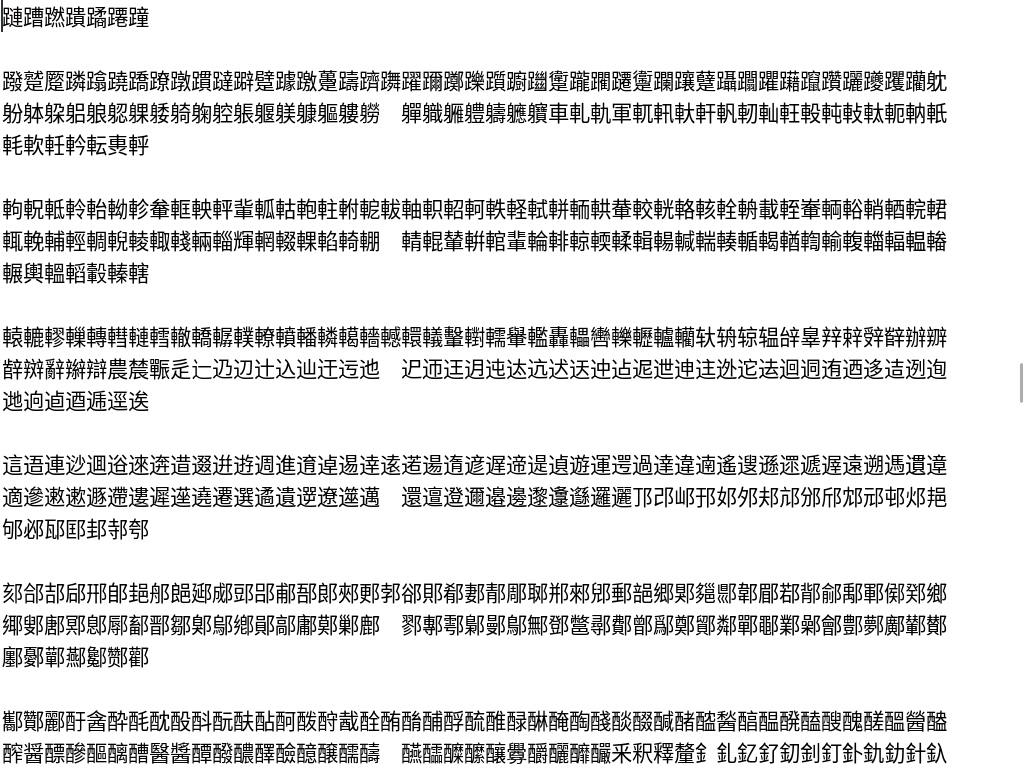 蹥蹧蹨蹪蹫蹮蹱
蹳蹵蹷蹸蹹蹺蹻蹽蹾躀躂躃躄躆躈躉躊躋躌躍躎躑躒躓躕躖躗躘躙躚躛躝躟躠躡躢躣躤躥躦躧躨躩躪躭
躮躰躱躳躴躵躶躷躸躹躻躼躽躾躿軀軁軂　軃軄軅軆軇軈軉車軋軌軍軏軐軑軒軓軔軕軖軗軘軙軚軛軜軝
軞軟軠軡転軣軤
軥軦軧軨軩軪軫軬軭軮軯軰軱軲軳軴軵軶軷軸軹軺軻軼軽軾軿輀輁輂較輄輅輆輇輈載輊輋輌輍輎輏輐輑
輒輓輔輕輖輗輘輙輚輛輜輝輞輟輠輡輢輣　輤輥輦輧輨輩輪輫輬輭輮輯輰輱輲輳輴輵輶輷輸輹輺輻輼輽
輾輿轀轁轂轃轄
轅轆轇轈轉轊轋轌轍轎轏轐轑轒轓轔轕轖轗轘轙轚轛轜轝轞轟轠轡轢轣轤轥轪辀辌辒辝辠辡辢辤辥辦辧
辪辬辭辮辯農辳辴辵辷辸辺辻込辿迀迃迆　迉迊迋迌迍迏迒迖迗迚迠迡迣迧迬迯迱迲迴迵迶迺迻迼迾迿
逇逈逌逎逓逕逘
這逜連逤逥逧逨逩逪逫逬逰週進逳逴逷逹逺逽逿遀遃遅遆遈遉遊運遌過達違遖遙遚遜遝遞遟遠遡遤遦遧
適遪遫遬遯遰遱遲遳遶遷選遹遺遻遼遾邁　還邅邆邇邉邊邌邍邎邏邐邒邔邖邘邚邜邞邟邠邤邥邧邨邩邫
邭邲邷邼邽邿郀
郂郃郆郈郉郋郌郍郒郔郕郖郘郙郚郞郟郠郣郤郥郩郪郬郮郰郱郲郳郵郶郷郹郺郻郼郿鄀鄁鄃鄅鄆鄇鄈鄉
鄊鄋鄌鄍鄎鄏鄐鄑鄒鄓鄔鄕鄖鄗鄘鄚鄛鄜　鄝鄟鄠鄡鄤鄥鄦鄧鄨鄩鄪鄫鄬鄭鄮鄰鄲鄳鄴鄵鄶鄷鄸鄺鄻鄼
鄽鄾鄿酀酁酂酄
酅酇酈酑酓酔酕酖酘酙酛酜酟酠酦酧酨酫酭酳酺酻酼醀醁醂醃醄醆醈醊醎醏醓醔醕醖醗醘醙醜醝醞醟醠
醡醤醥醦醧醨醩醫醬醰醱醲醳醶醷醸醹醻　醼醽醾醿釀釁釂釃釄釅釆釈釋釐釒釓釔釕釖釗釘釙釚釛針釞